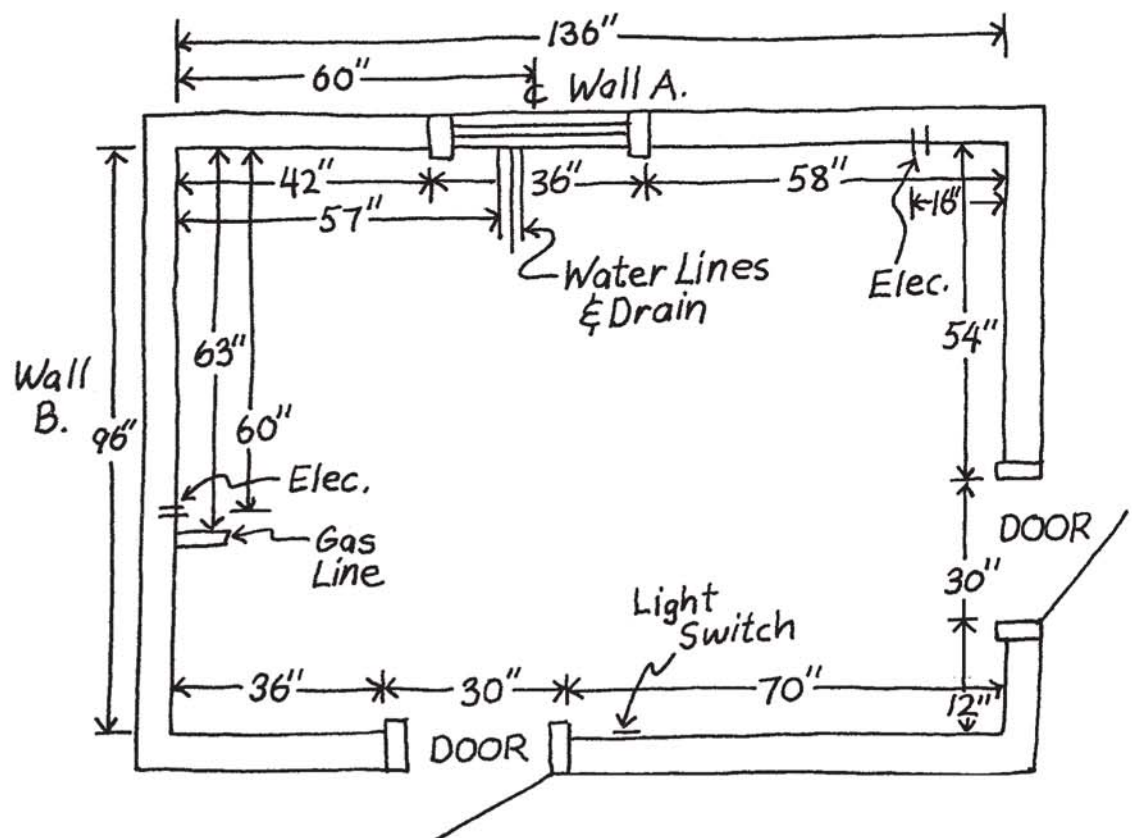 136"
60"
℄ Wall A.
42"
36"
58"
57"
16"
Water Lines
& Drain
Elec.
54"
63"
Wall
B.
96"
60"
Elec.
Gas
Line
DOOR
30"
Light
Switch
36"
30"
70"
12"
DOOR